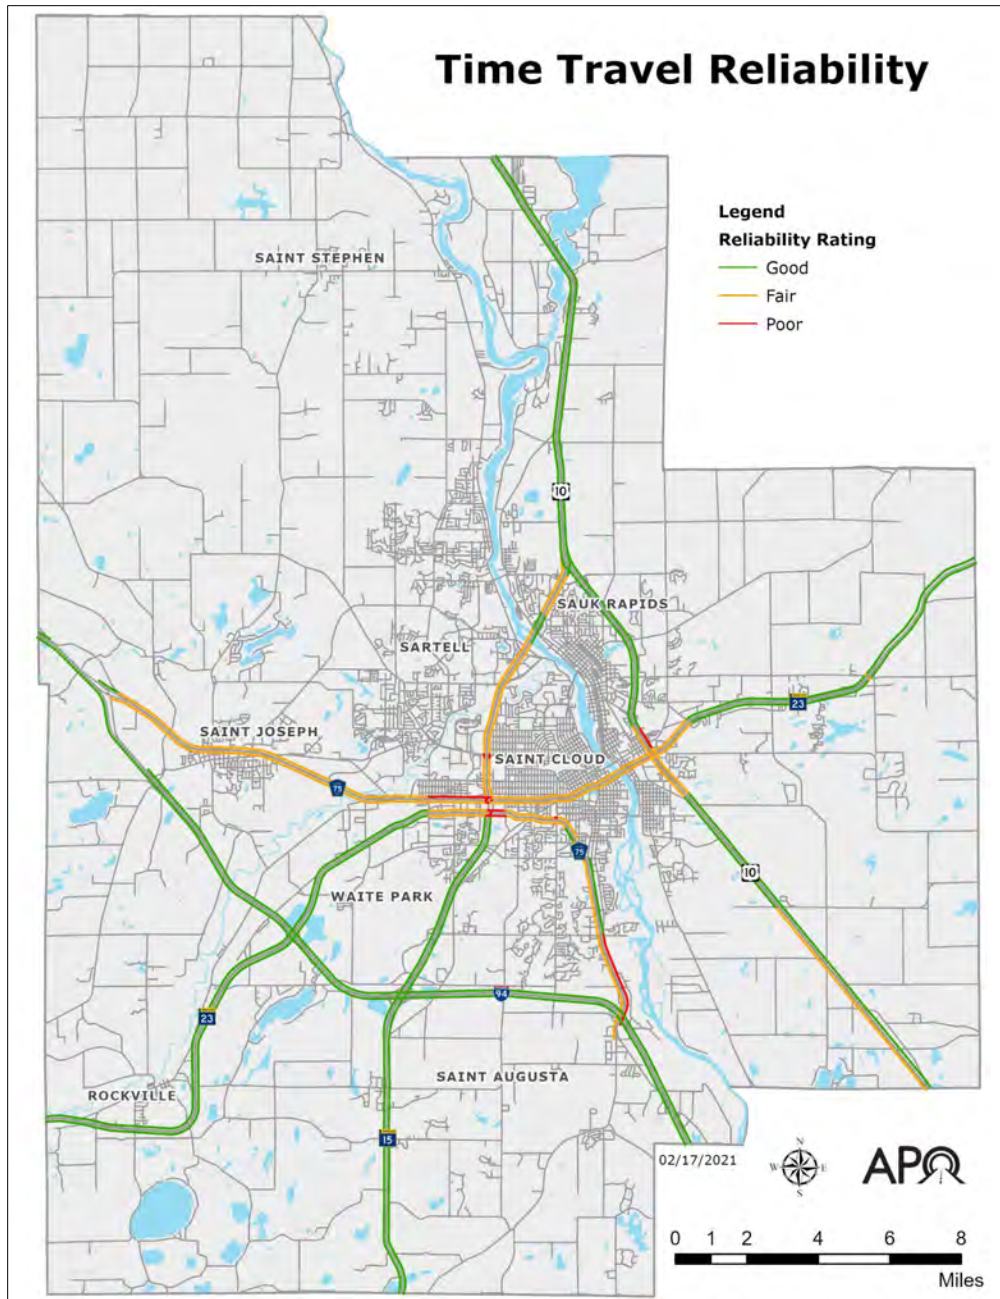 Time Travel Reliability
Legend
Reliability Rating
Good
Fair
Poor
SAINT STEPHEN
10
SAUK RAPIDS
SARTELL
23
SAINT JOSEPH
SAINT CLOUD
75
75
10
WAITE PARK
94
23
SAINT AUGUSTA
ROCKVILLE
15
02/17/2021
N
W E
S
APO
0 1 2 4 6 8
Miles